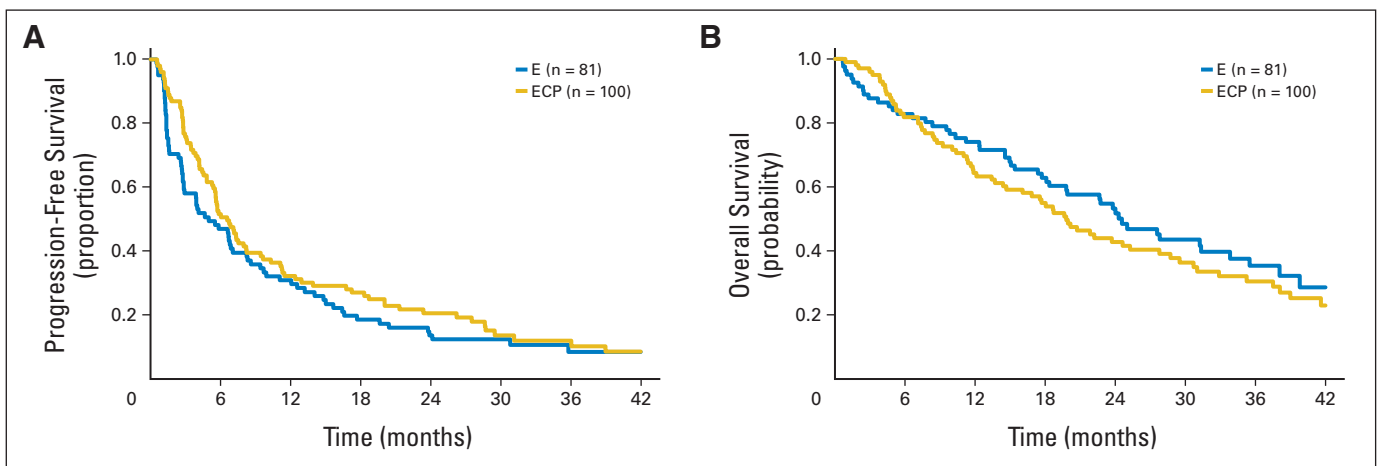 A
Progression-Free Survival
(proportion)
1.0
0.8
0.6
0.4
0.2
0
6
12
18
24
30
36
42
Time (months)
E (n = 81)
ECP (n = 100)
B
Overall Survival
(probability)
1.0
0.8
0.6
0.4
0.2
0
6
12
18
24
30
36
42
Time (months)
E (n = 81)
ECP (n = 100)